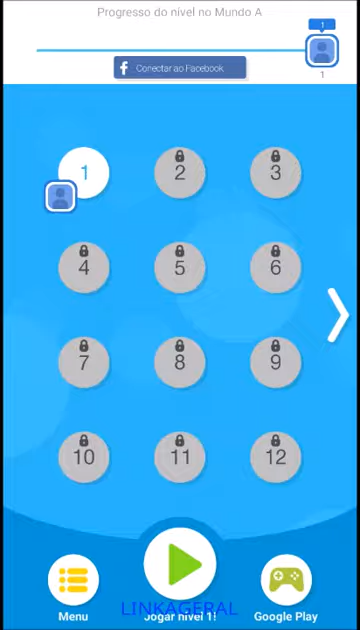 Progresso do nível no Mundo A
1
f Conectar ao Facebook
1
1 2 3
4 5 6
7 8 9
10 11 12
Jogar nível 1!
LINKAGERAL
Menu
Google Play